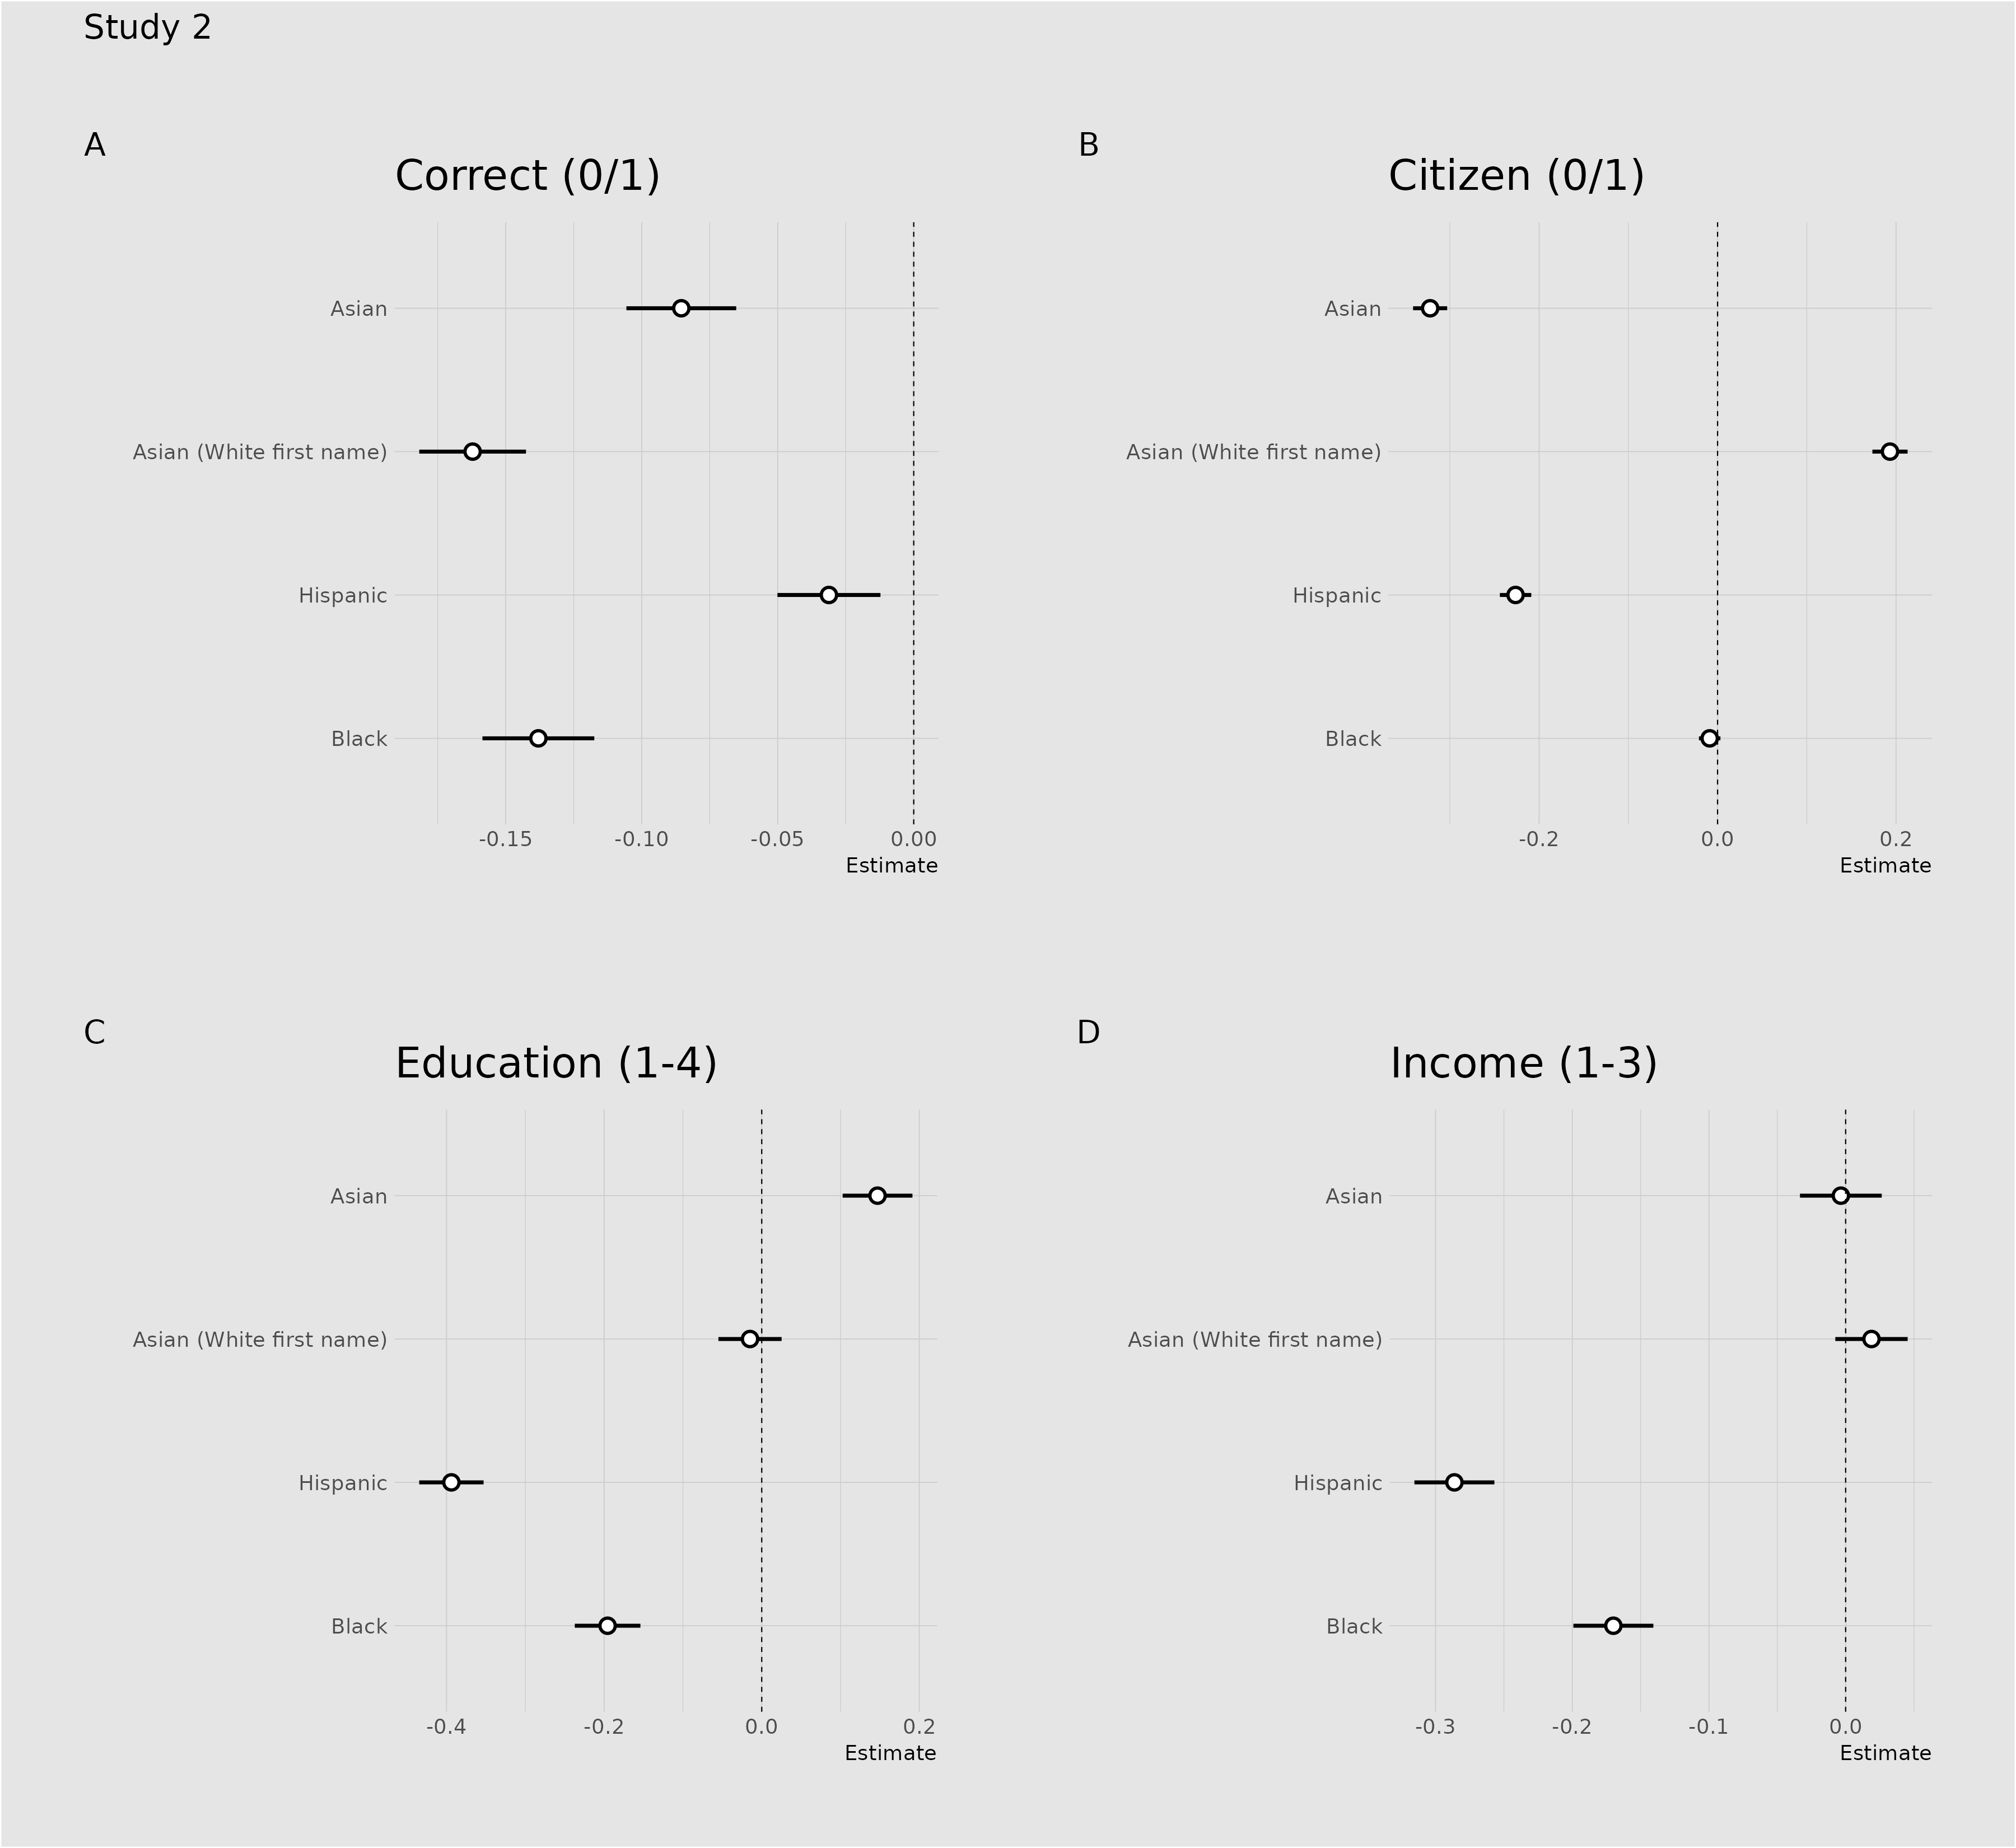 Study 2
A
Correct (0/1)
Asian
Asian (White first name)
Hispanic
Black
-0.15 -0.10 -0.05 0.00
Estimate
B
Citizen (0/1)
Asian
Asian (White first name)
Hispanic
Black
-0.2 0.0 0.2
Estimate
C
Education (1-4)
Asian
Asian (White first name)
Hispanic
Black
-0.4 -0.2 0.0 0.2
Estimate
D
Income (1-3)
Asian
Asian (White first name)
Hispanic
Black
-0.3 -0.2 -0.1 0.0
Estimate